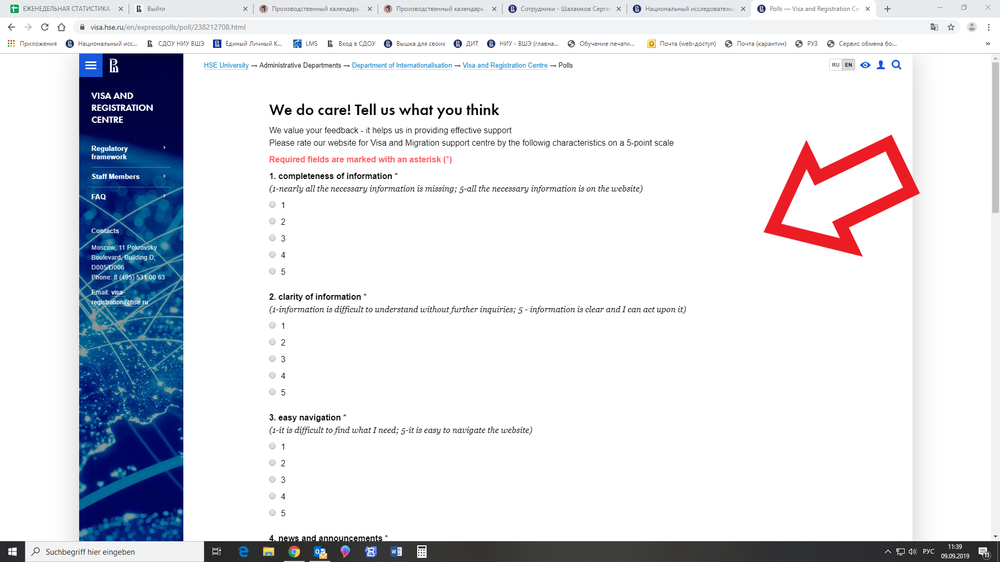 ЕЖЕНЕДЕЛЬНАЯ СТАТИСТИКА
Выйти
Производственный календарь
Производственный календарь
Сотрудники - Шаламков Сергей
Национальный
Polls — Visa and Registration
visa.hse.ru/en/expresspolls/poll/238212708.html
Приложения
Национальный исс...
СДОУ НИУ ВШЭ
Единый Личный К...
LMS
Вход в СДОУ
Вышка для своих
ДИТ
НИУ - ВШЭ (главна...
Обучение печати...
Почта (web-доступ)
Почта (карантин)
РУЗ
Сервис обмена бо...
HSE University → Administrative Departments → Department of Internationalisation → Visa and Registration Centre → Polls
RU EN
VISA AND
REGISTRATION
CENTRE
Regulatory
framework
Staff Members
FAQ
Contacts
Moscow, 11 Pokrovsky
Boulevard, Building D,
D005/D006
Phone: 8 (495) 531 00 63
Email: visa-
registration@hse.ru
We do care! Tell us what you think
We value your feedback - it helps us in providing effective support
Please rate our website for Visa and Migration support centre by the followig characteristics on a 5-point scale
Required fields are marked with an asterisk (*)
1. completeness of information *
(1-nearly all the necessary information is missing; 5-all the necessary information is on the website)
1
2
3
4
5
2. clarity of information *
(1-information is difficult to understand without further inquiries; 5 - information is clear and I can act upon it)
1
2
3
4
5
3. easy navigation *
(1-it is difficult to find what I need; 5-it is easy to navigate the website)
1
2
3
4
5
4. news and announcements *
Suchbegriff hier eingeben
РУС
11:39
09.09.2019
11